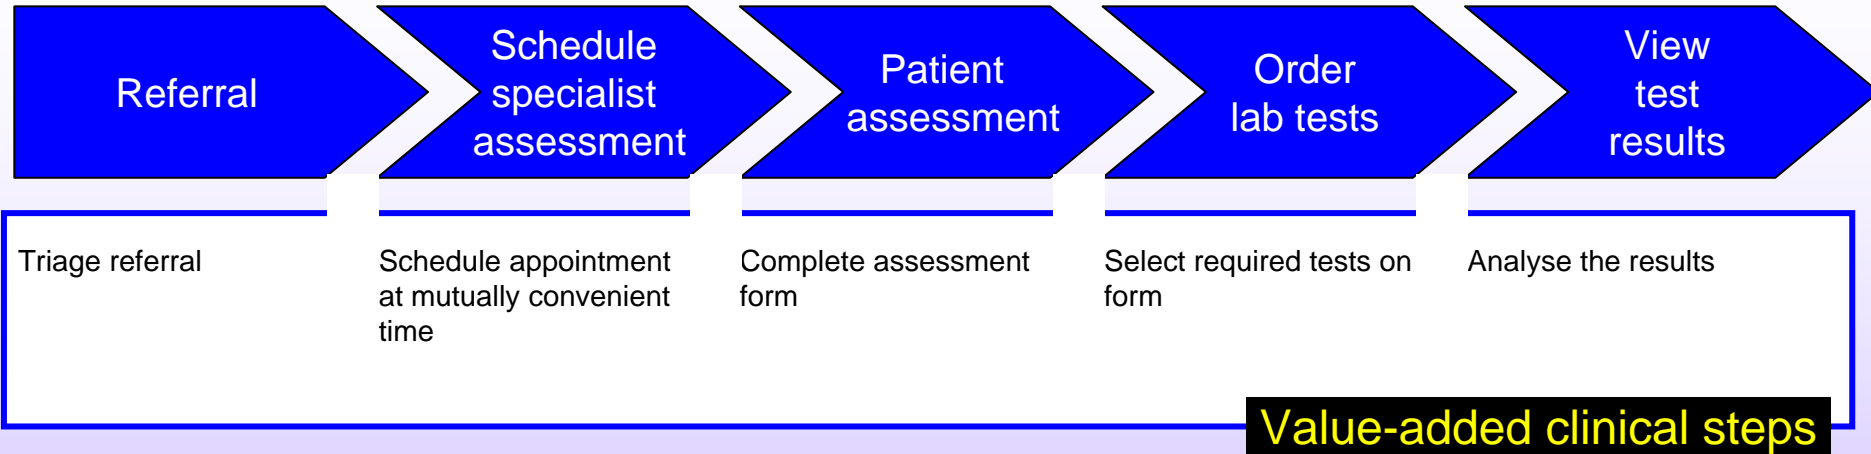 Referral
Schedule
specialist
assessment
Patient
assessment
Order
lab tests
View
test
results
Triage referral
Schedule appointment
at mutually convenient
time
Complete assessment
form
Select required tests on
form
Analyse the results
Value-added clinical steps